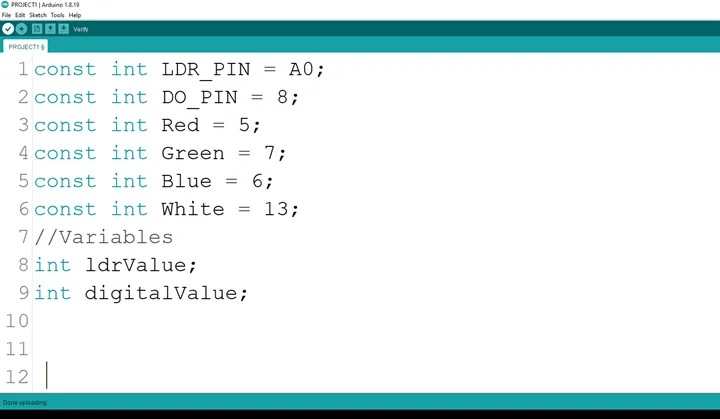 PROJECT1 | Arduino 1.8.19
File Edit Sketch Tools Help
Verify
PROJECT1 §
1 const int LDR_PIN = A0;
2 const int DO_PIN = 8;
3 const int Red = 5;
4 const int Green = 7;
5 const int Blue = 6;
6 const int White = 13;
7 //Variables
8 int ldrValue;
9 int digitalValue;
10
11
12
Done uploading.